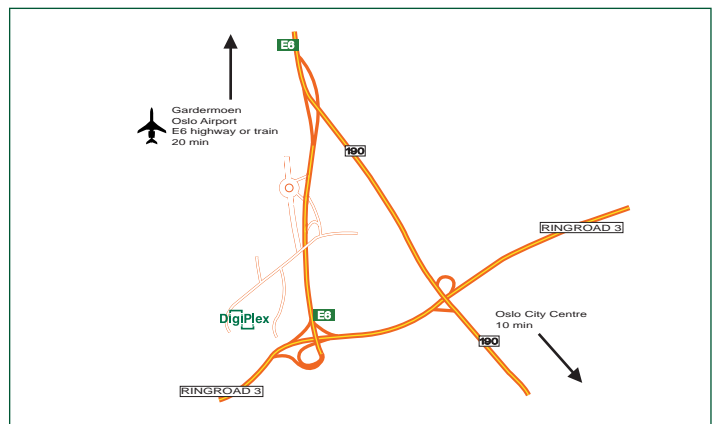 E6
Gardermoen
Oslo Airport
E6 highway or train
20 min
190
RINGROAD 3
DigiPlex
E6
Oslo City Centre
10 min
190
RINGROAD 3